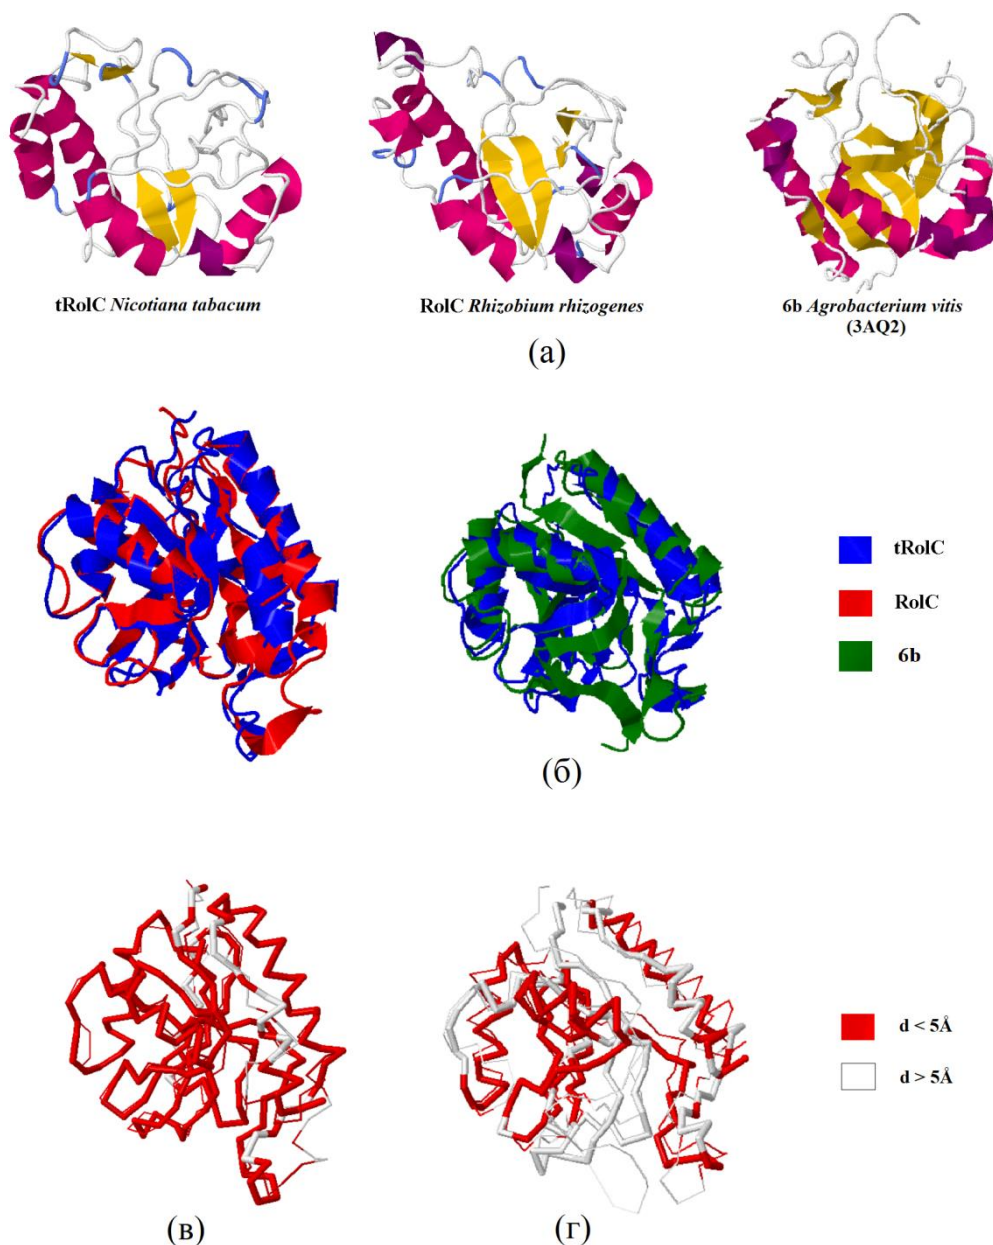 tRolC Nicotiana tabacum
RolC Rhizobium rhizogenes
6b Agrobacterium vitis
(3AQ2)
(а)
tRolC
RolC
6b
(б)
d < 5Å
d > 5Å
(в)
(г)